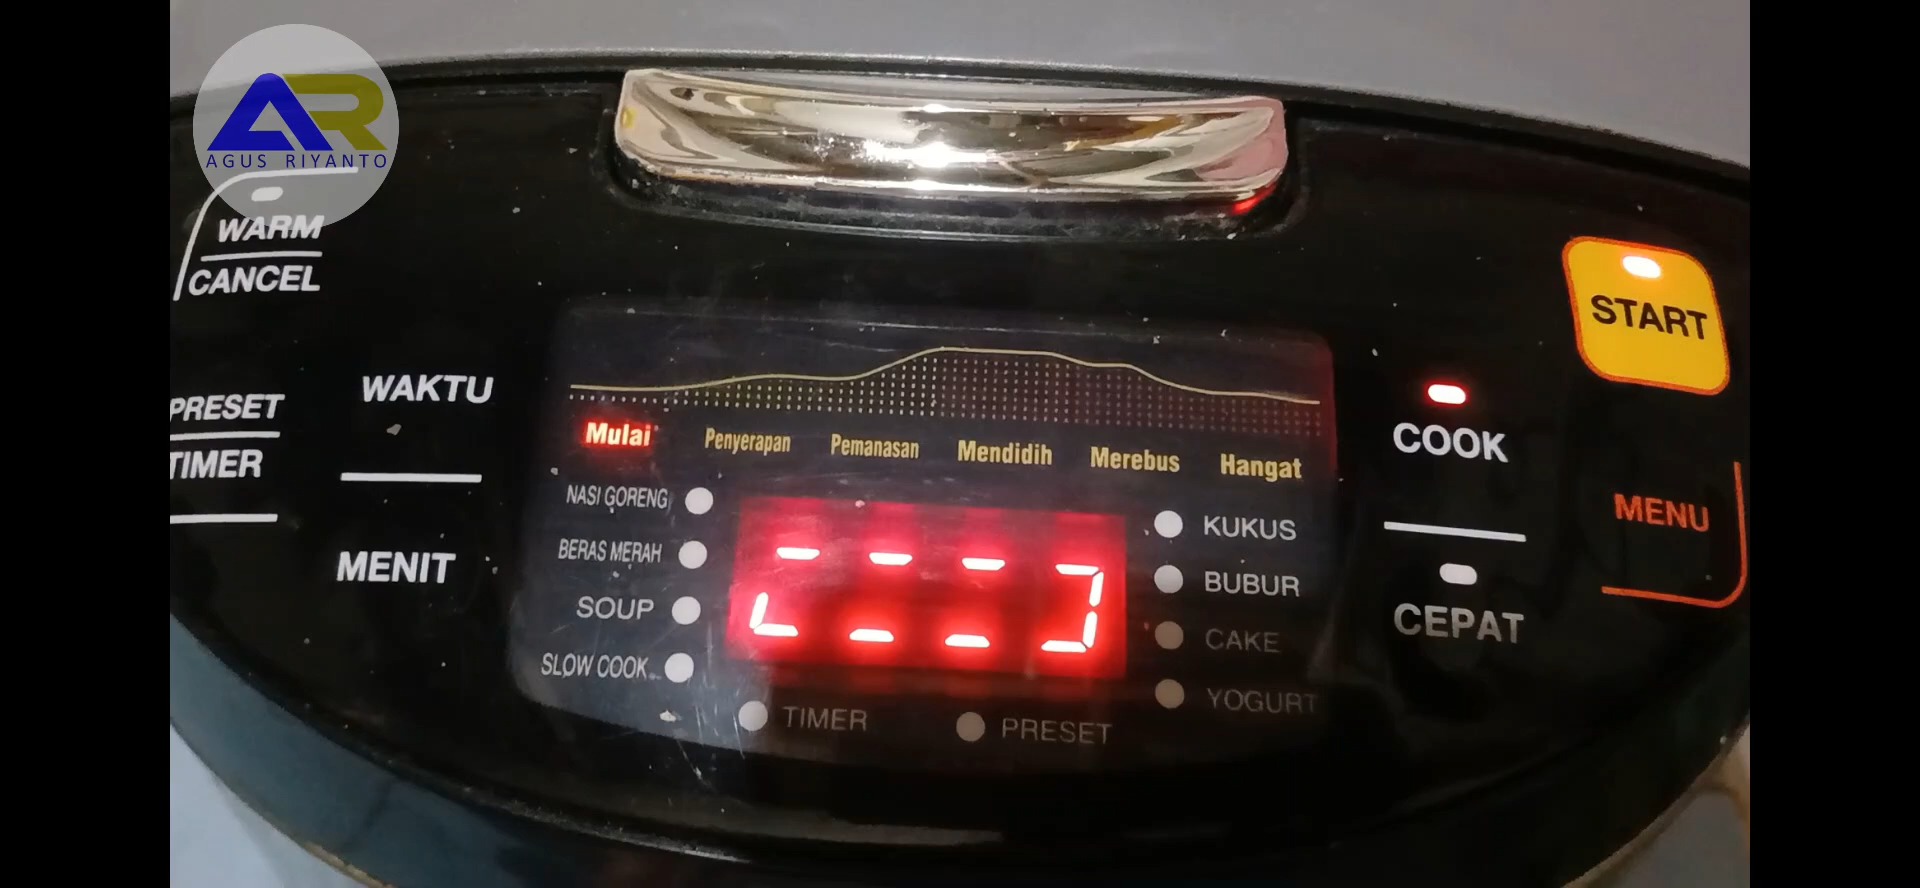 AR
AGUS RIYANTO
WARM
CANCEL
START
PRESET
TIMER
WAKTU
MENIT
Mulai Penyerapan Pemanasan Mendidih Merebus Hangat
NASI GORENG
BERAS MERAH
SOUP
SLOW COOK
KUKUS
BUBUR
CAKE
YOGURT
TIMER PRESET
COOK
CEPAT
MENU